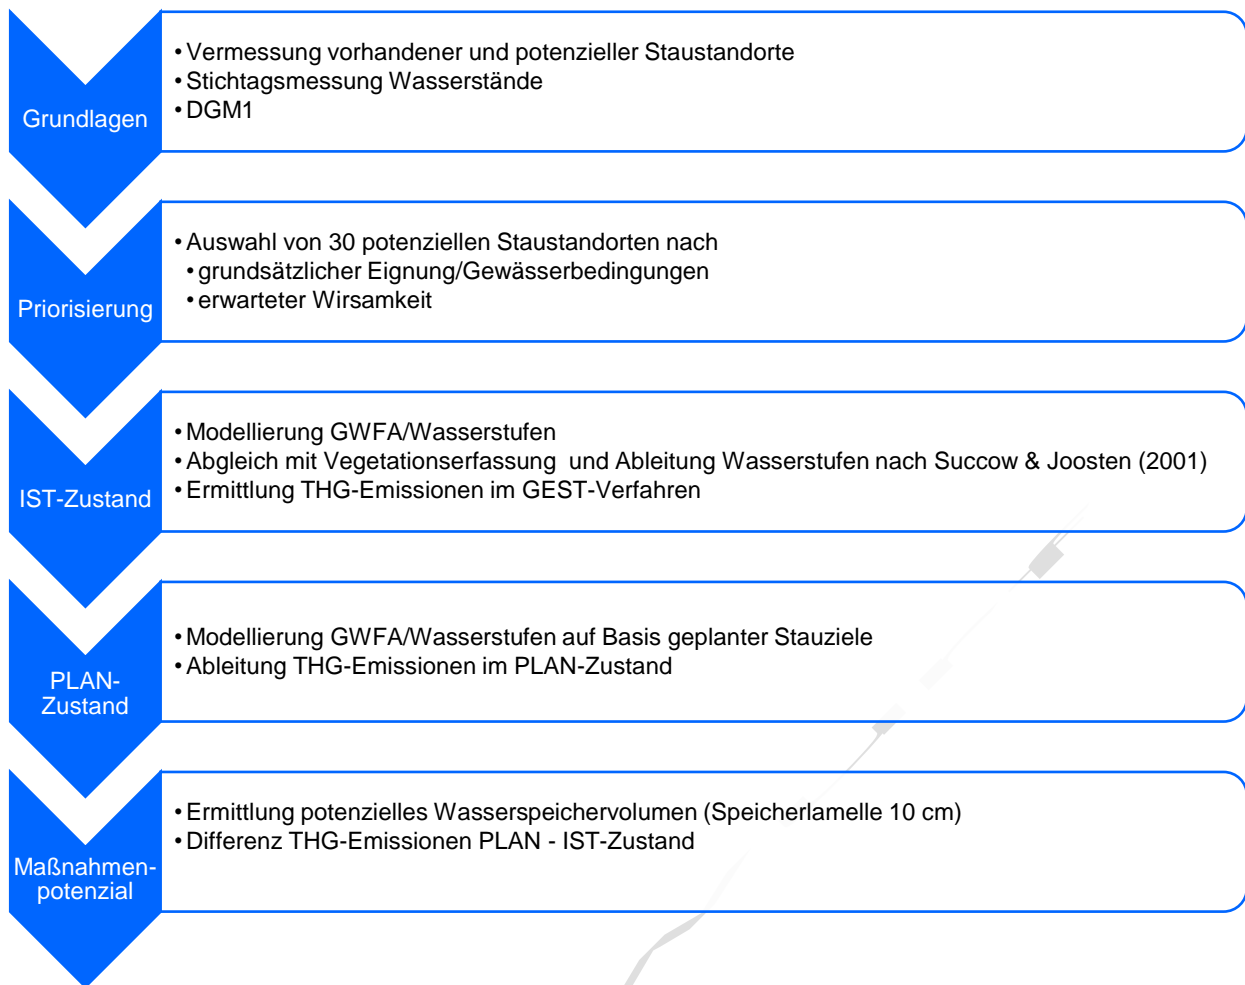 Grundlagen
• Vermessung vorhandener und potenzieller Staustandorte
• Stichtagsmessung Wasserstände
• DGM1
Priorisierung
• Auswahl von 30 potenziellen Staustandorten nach
• grundsätzlicher Eignung/Gewässerbedingungen
• erwarteter Wirsamkeit
IST-Zustand
• Modellierung GWFA/Wasserstufen
• Abgleich mit Vegetationserfassung und Ableitung Wasserstufen nach Succow & Joosten (2001)
• Ermittlung THG-Emissionen im GEST-Verfahren
PLAN-
Zustand
• Modellierung GWFA/Wasserstufen auf Basis geplanter Stauziele
• Ableitung THG-Emissionen im PLAN-Zustand
Maßnahmen-
potenzial
• Ermittlung potenzielles Wasserspeichervolumen (Speicherlamelle 10 cm)
• Differenz THG-Emissionen PLAN - IST-Zustand